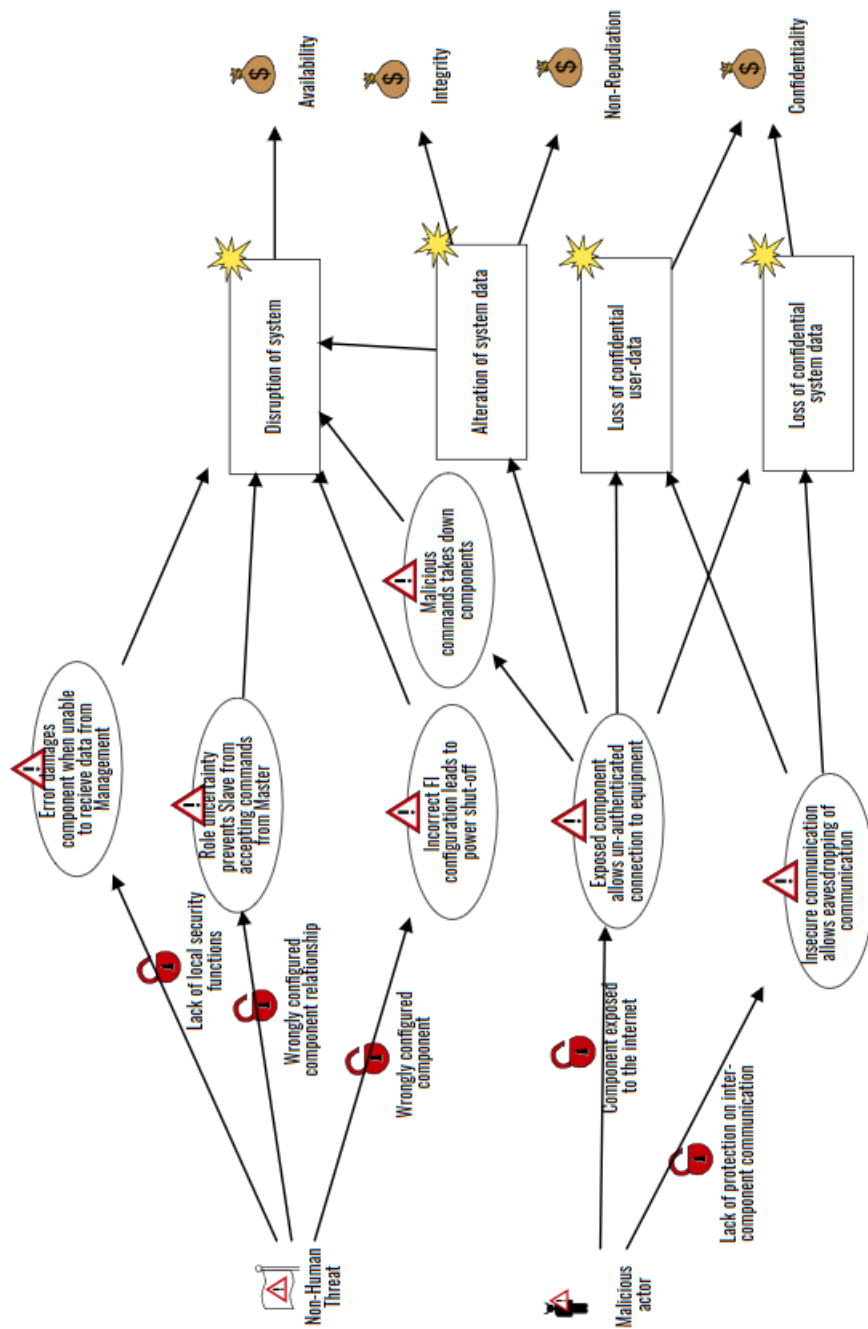 Non-Human
Threat
Malicious
actor
Lack of local security
functions
Wrongly configured
component relationship
Wrongly configured
component
Component exposed
to the internet
Lack of protection on inter-
component communication
Error damages
component when unable
to recieve data from
Management
Role uncertainty
prevents Slave from
accepting commands
from Master
Incorrect FI
configuration leads to
power shut-off
Malicious
commands takes down
components
Exposed component
allows un-authenticated
connection to equipment
Insecure communication
allows eavesdropping of
communication
Disruption of system
Alteration of system data
Loss of confidential
user-data
Loss of confidential
system data
$
Availability
$
Integrity
$
Non-Repudiation
$
Confidentiality